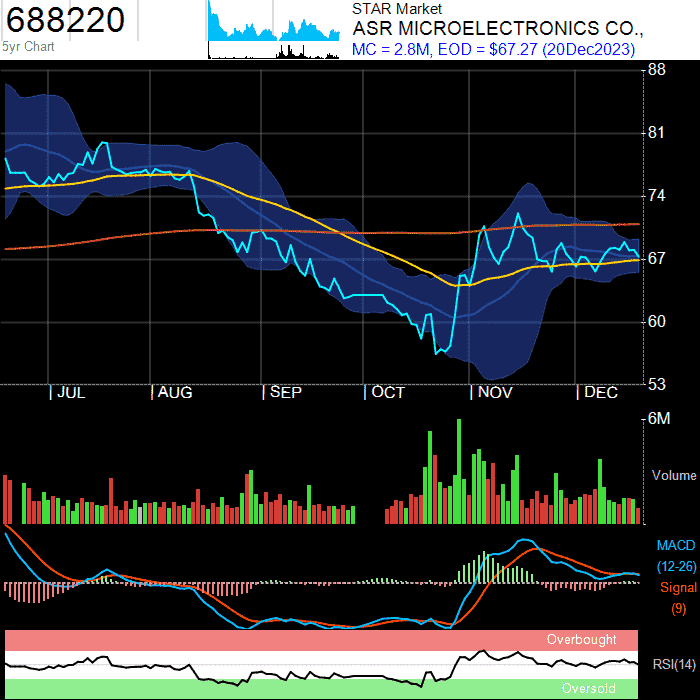 688220
5yr Chart
STAR Market
ASR MICROELECTRONICS CO.,
MC = 2.8M, EOD = $67.27 (20Dec2023)
88
81
74
67
60
53
| JUL | AUG | SEP | OCT | NOV | DEC
6M
Volume
MACD
(12-26)
Signal
(9)
Overbought
RSI(14)
Oversold